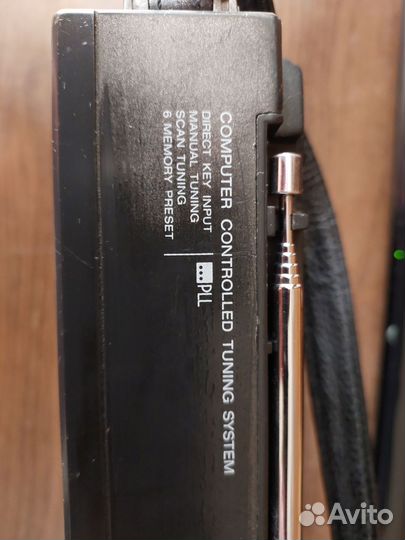 COMPUTER CONTROLLED TUNING SYSTEM
DIRECT KEY INPUT
MANUAL TUNING
SCAN TUNING
6 MEMORY PRESET
PLL
Avito